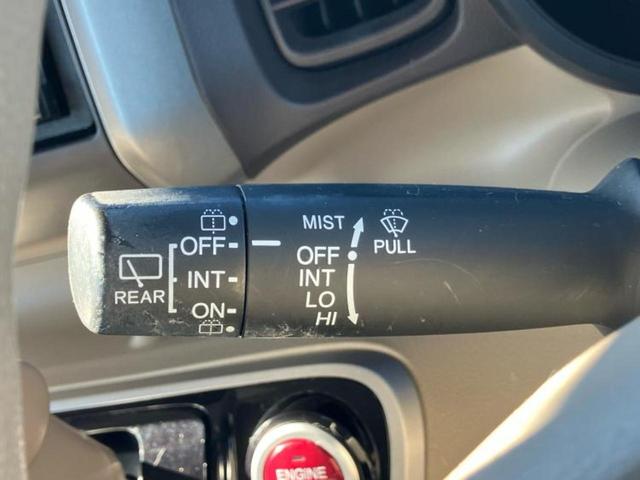 OFF
INT
REAR
ON
MIST
OFF
INT
LO
HI
PULL
ENGINE